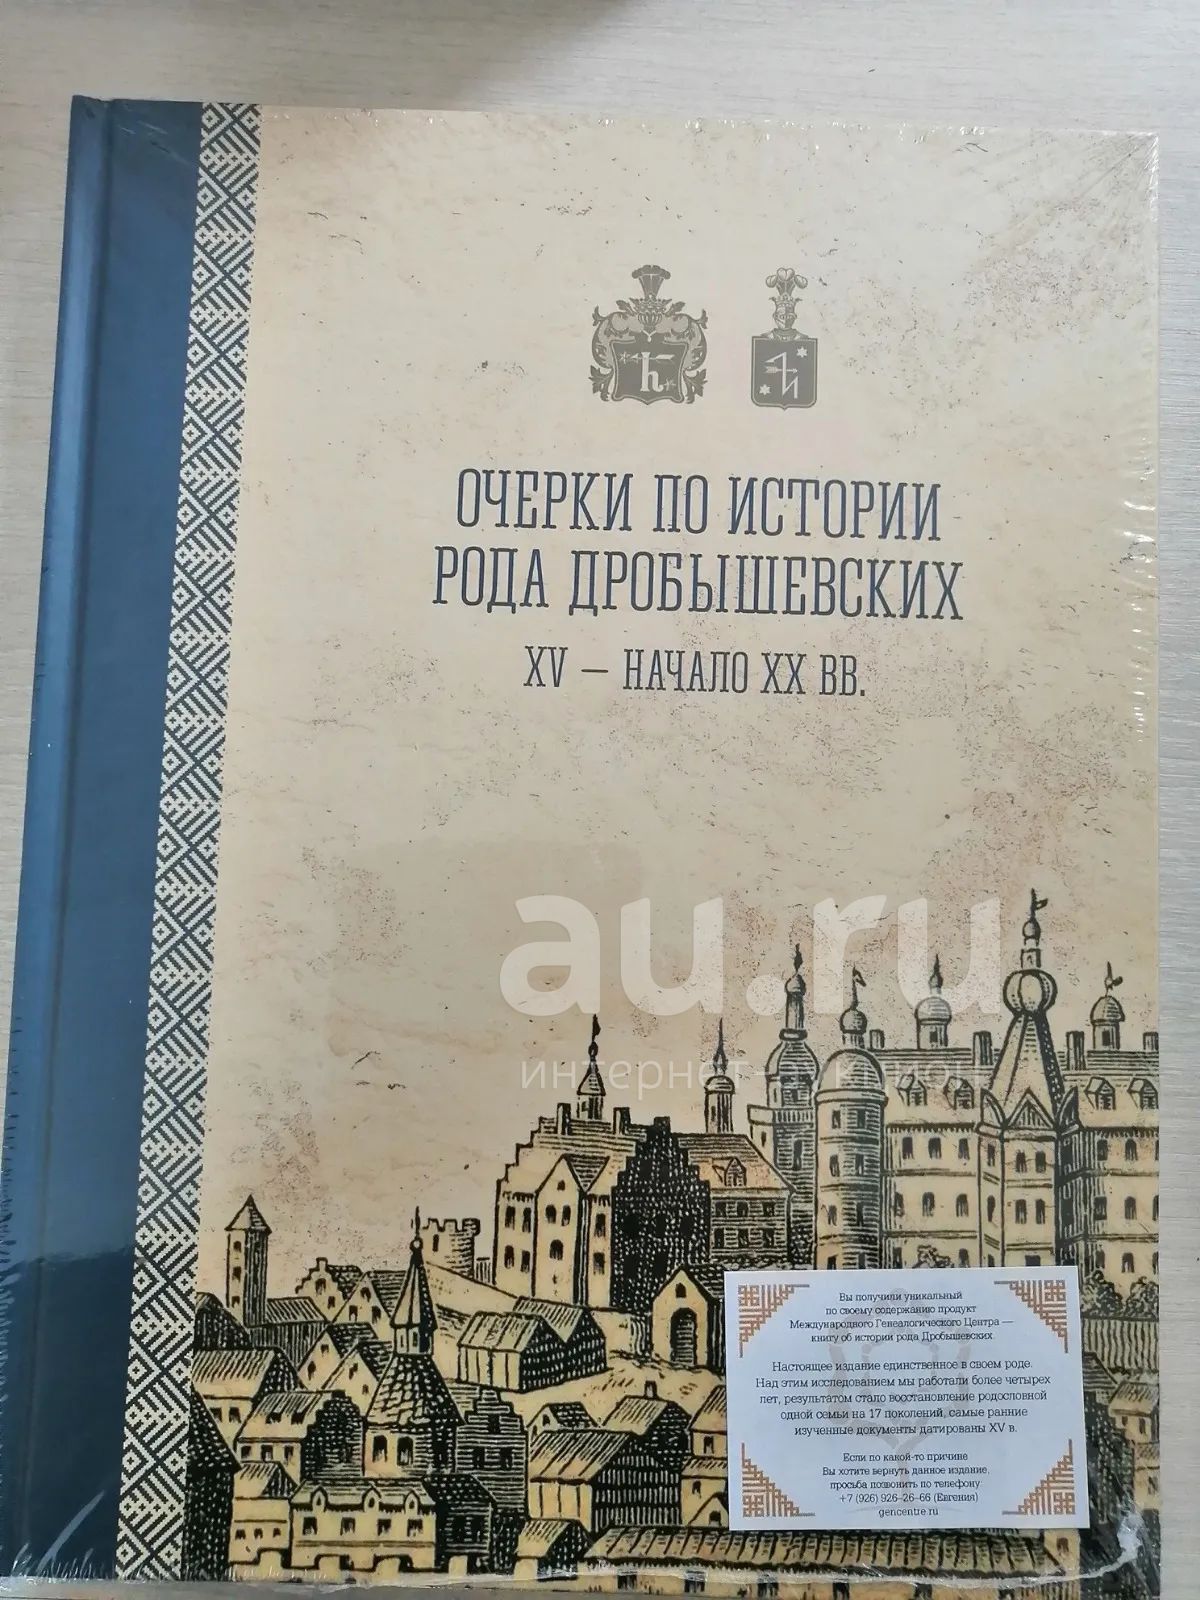 ОЧЕРКИ ПО ИСТОРИИ
РОДА ДРОБЫШЕВСКИХ
XV – НАЧАЛО XX ВВ.
au.ru
интернет-аукцион
Вы получили уникальный
по своему содержанию продукт
Международного Генеалогического Центра —
книгу об истории рода Дробышевских.
Настоящее издание единственное в своем роде.
Над этим исследованием мы работали более четырех
лет, результатом стало восстановление родословной
одной семьи на 17 поколений, самые ранние
изученные документы датированы XV в.
Если по какой-то причине
Вы хотите вернуть данное издание,
просьба позвонить по телефону:
+7 (926) 926-26-66 (Евгения)
gencentre.ru